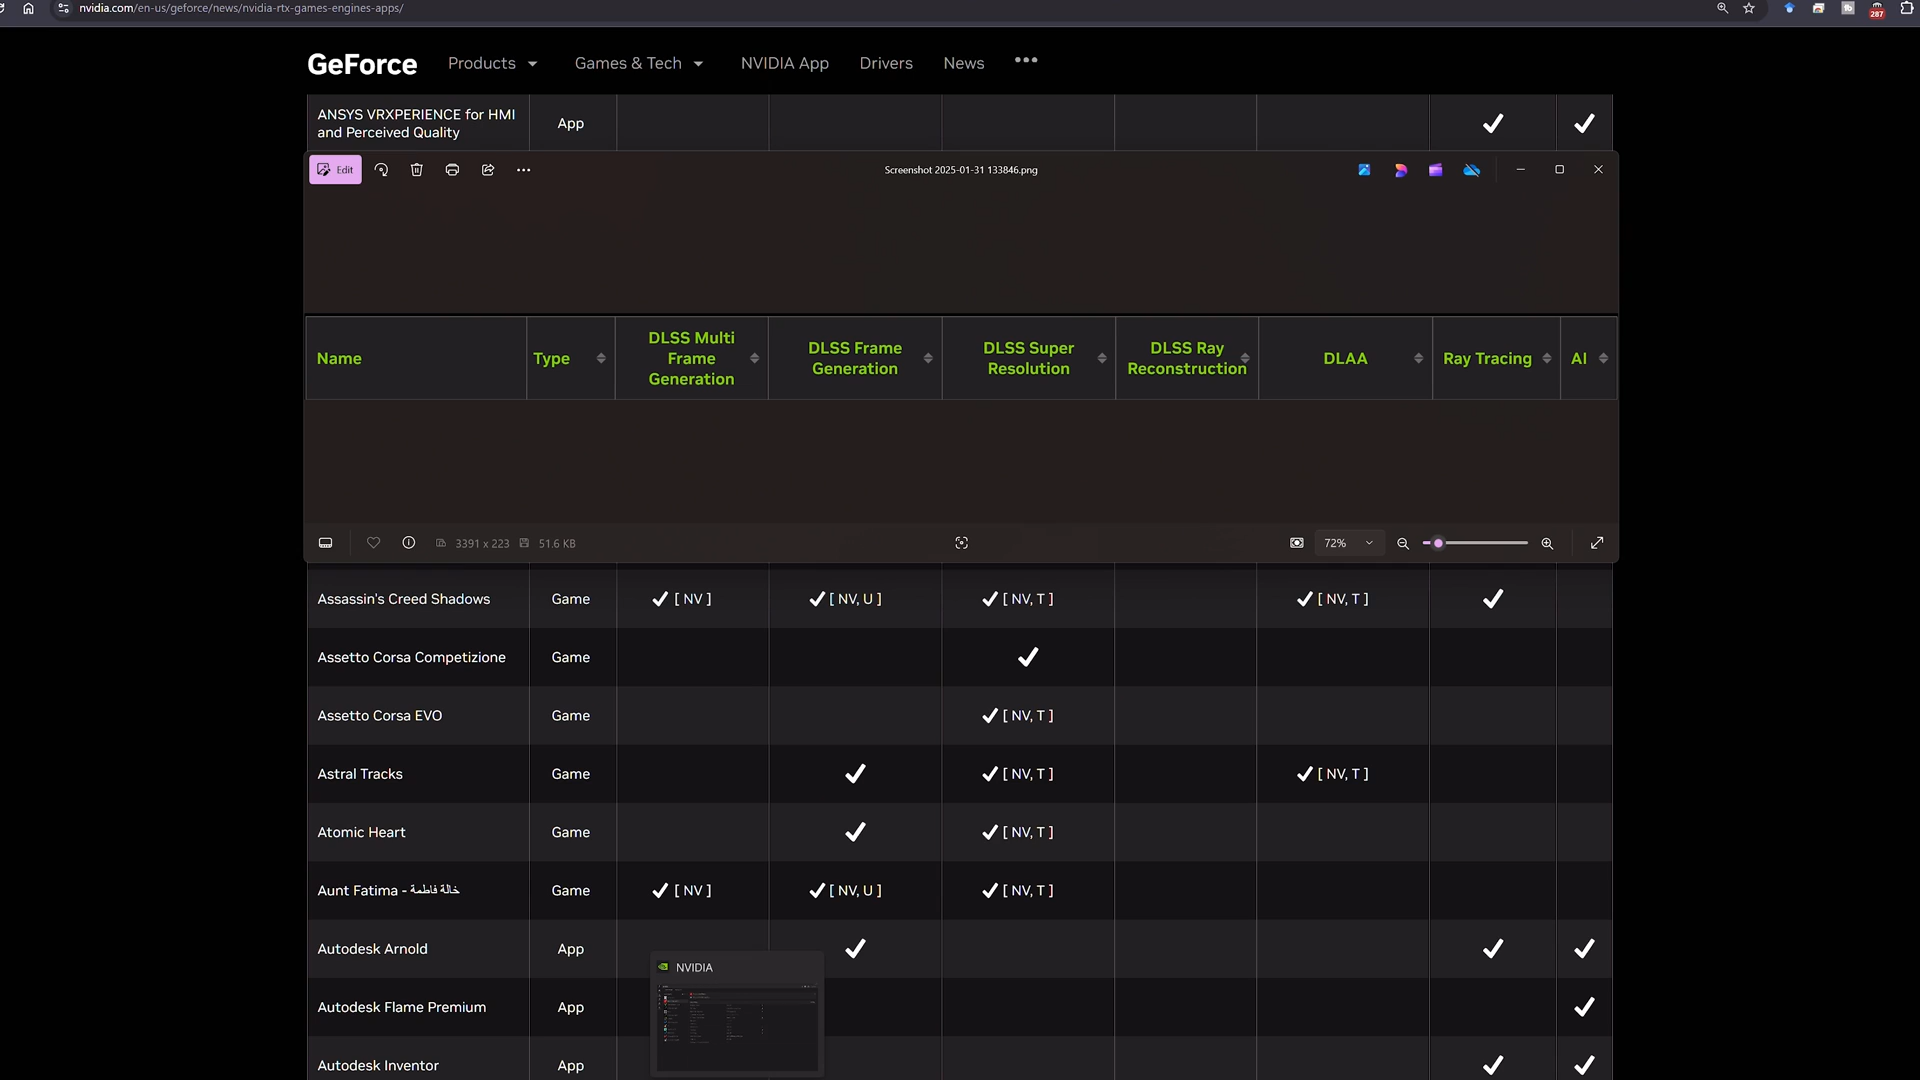 nvidia.com/en-us/geforce/news/nvidia-rtx-games-engines-apps/
287
GeForce Products Games & Tech NVIDIA App Drivers News
ANSYS VRXPERIENCE for HMI
and Perceived Quality
App
Edit
Screenshot 2025-01-31 133846.png
Name
Type
DLSS Multi
Frame
Generation
DLSS Frame
Generation
DLSS Super
Resolution
DLSS Ray
Reconstruction
DLAA
Ray Tracing
AI
3391 x 223 51.6 KB 72%
Assassin's Creed Shadows Game ✓ [ NV ] ✓ [ NV, U ] ✓ [ NV, T ] ✓ [ NV, T ] ✓
Assetto Corsa Competizione Game ✓
Assetto Corsa EVO Game ✓ [ NV, T ]
Astral Tracks Game ✓ ✓ [ NV, T ] ✓ [ NV, T ]
Atomic Heart Game ✓ ✓ [ NV, T ]
Aunt Fatima - خالة فاطمة Game ✓ [ NV ] ✓ [ NV, U ] ✓ [ NV, T ]
Autodesk Arnold App ✓ ✓ ✓
NVIDIA
Autodesk Flame Premium App ✓
Autodesk Inventor App ✓ ✓